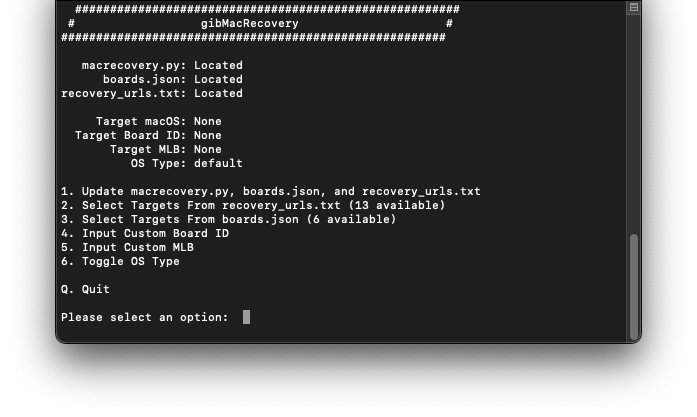 #######################################################
# gibMacRecovery #
#######################################################
macrecovery.py: Located
boards.json: Located
recovery_urls.txt: Located
Target macOS: None
Target Board ID: None
Target MLB: None
OS Type: default
1. Update macrecovery.py, boards.json, and recovery_urls.txt
2. Select Targets From recovery_urls.txt (13 available)
3. Select Targets From boards.json (6 available)
4. Input Custom Board ID
5. Input Custom MLB
6. Toggle OS Type
Q. Quit
Please select an option: